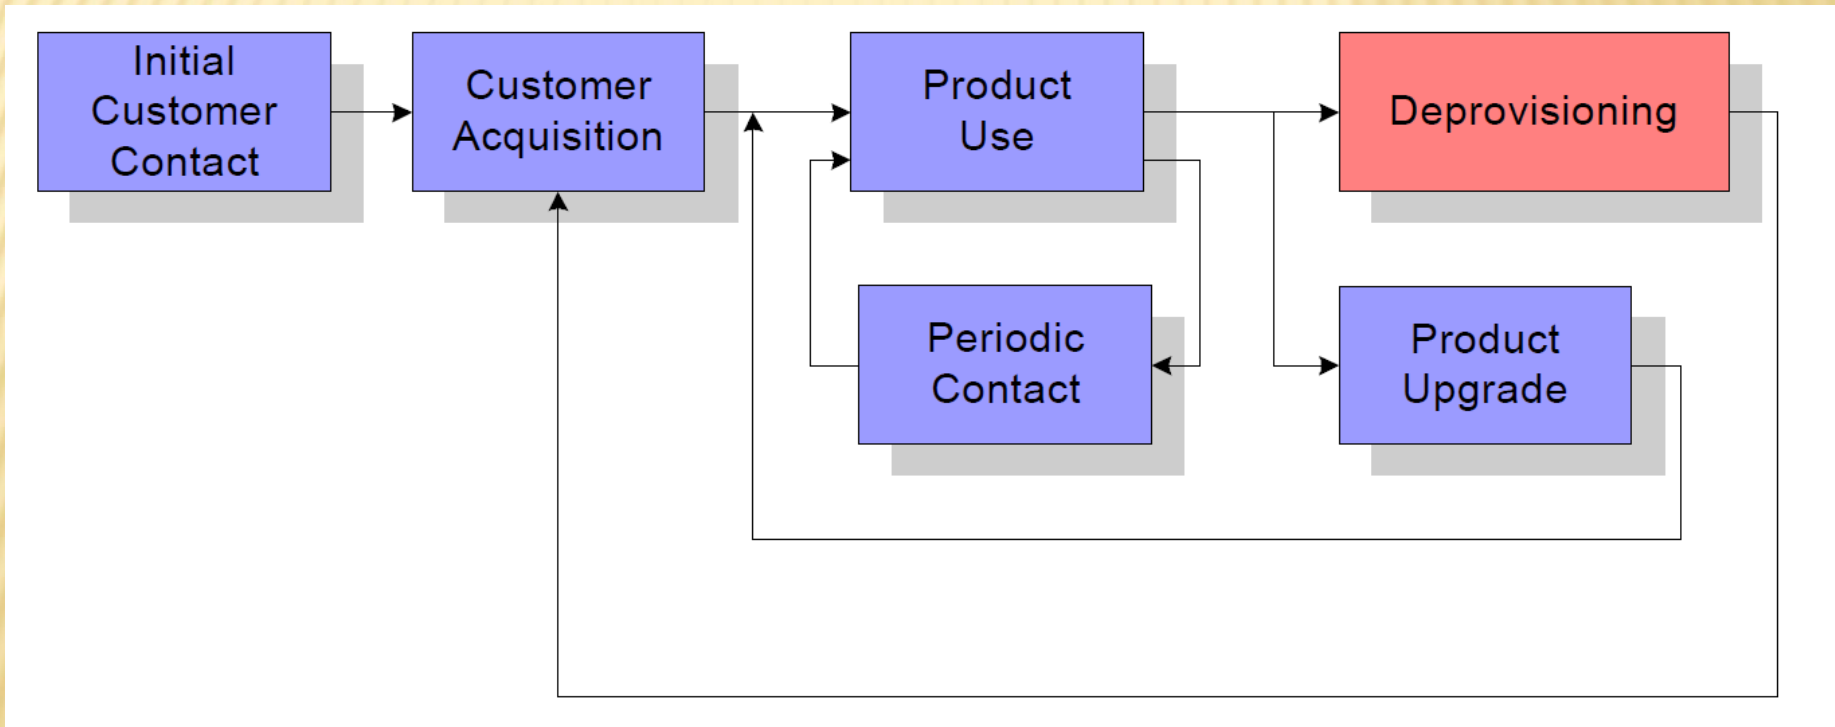 Initial
Customer
Contact
Customer
Acquisition
Product
Use
Deprovisioning
Periodic
Contact
Product
Upgrade